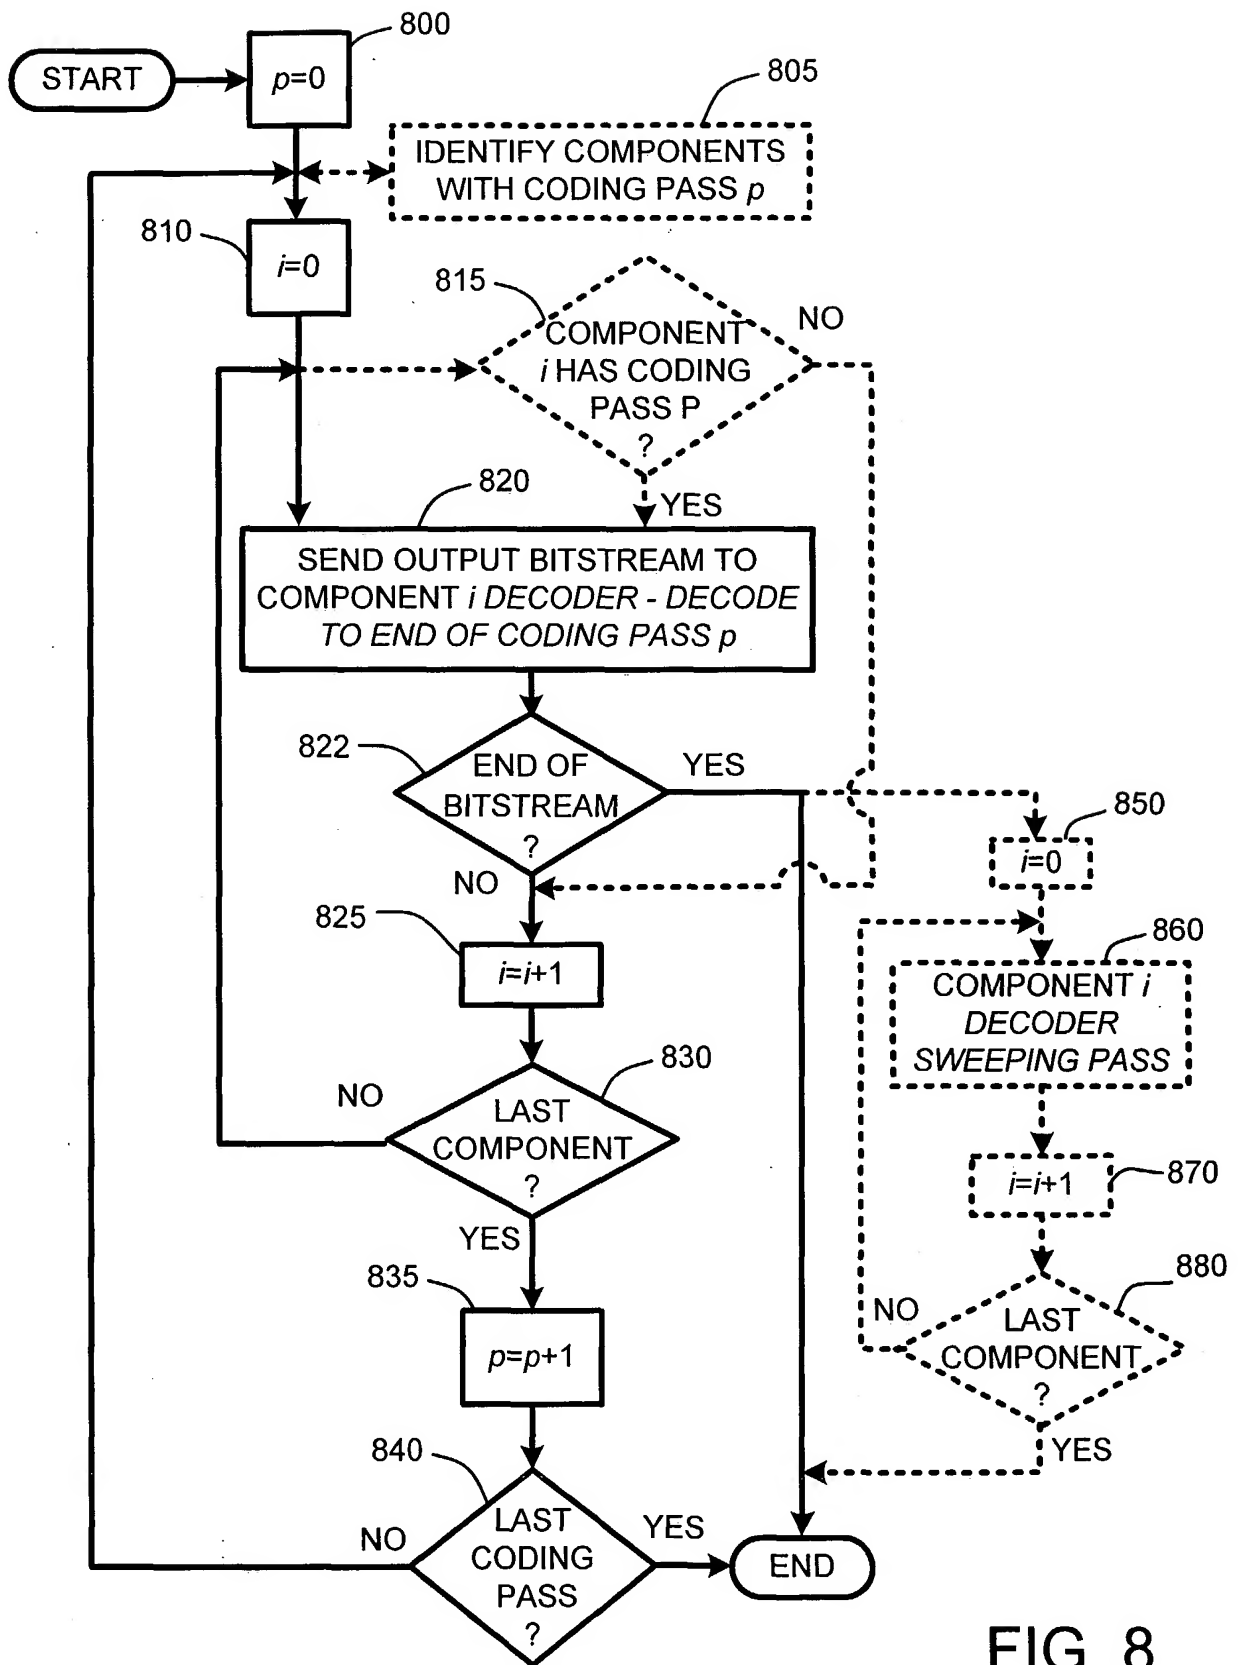 800
START
p=0
805
IDENTIFY COMPONENTS
WITH CODING PASS p
810
i=0
815
COMPONENT
i HAS CODING
PASS P
?
NO
YES
820
SEND OUTPUT BITSTREAM TO
COMPONENT i DECODER - DECODE
TO END OF CODING PASS p
822
END OF
BITSTREAM
?
YES
NO
850
i=0
825
i=i+1
860
COMPONENT i
DECODER
SWEEPING PASS
830
LAST
COMPONENT
?
NO
YES
870
i=i+1
835
p=p+1
880
LAST
COMPONENT
?
NO
YES
840
LAST
CODING
PASS
?
NO
YES
END
FIG 8